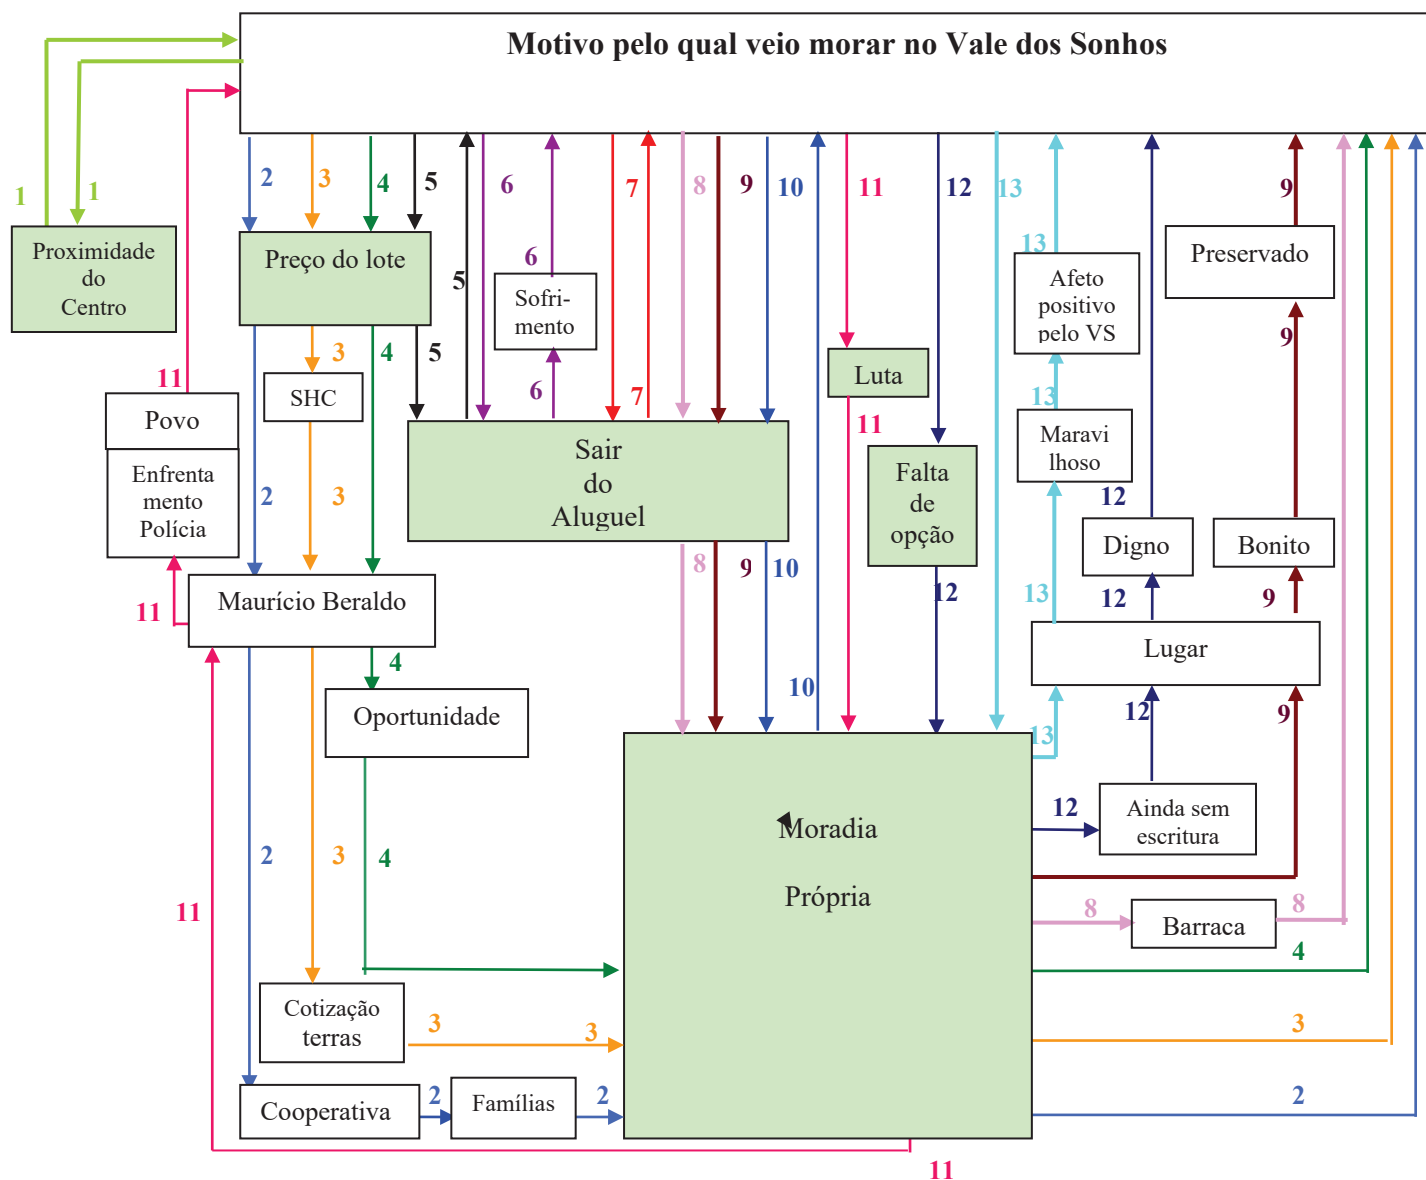 Motivo pelo qual veio morar no Vale dos Sonhos
1
1
2
3
4
5
6
7
8
9
10
11
12
13
Proximidade
do
Centro
Preço do lote
5
6
Sofri-
mento
13
Afeto
positivo
pelo VS
9
Preservado
9
3
4
5
11
Povo
Enfrenta
mento
Polícia
SHC
6
7
Luta
11
13
Maravi
lhoso
2
3
Sair
do
Aluguel
Falta
de
opção
12
Digno
Bonito
8
9
10
12
13
12
9
11
Maurício Beraldo
Lugar
4
10
12
9
Oportunidade
13
2
3
4
Moradia
Própria
12
Ainda sem
escritura
11
8
Barraca
8
4
Cotização
terras
3
3
3
Cooperativa
2
Famílias
2
2
11